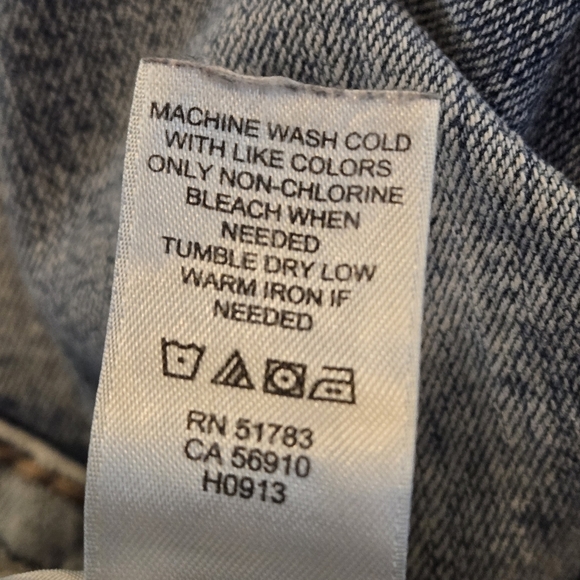 MACHINE WASH COLD
WITH LIKE COLORS
ONLY NON-CHLORINE
BLEACH WHEN
NEEDED
TUMBLE DRY LOW
WARM IRON IF
NEEDED
RN 51783
CA 56910
H0913